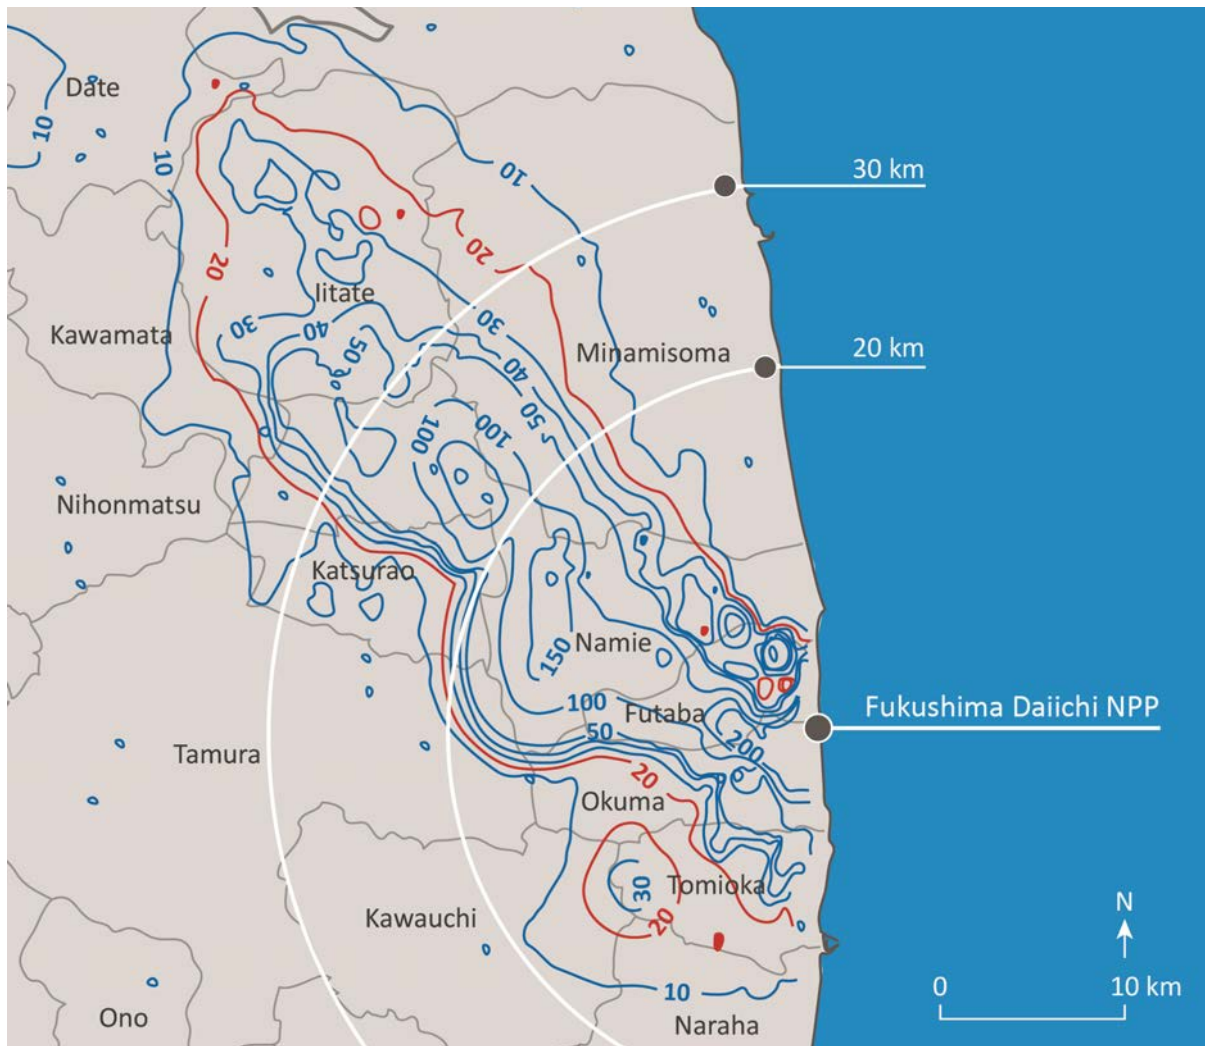 Date
10
10
10
30 km
20
20
Iitate
Kawamata
30
40
50
30
40
50
Minamisoma
20 km
100
100
Nihonmatsu
Katsurao
Namie
150
100
Futaba
50
200
Fukushima Daiichi NPP
Tamura
20
Okuma
30
Tomioka
20
Kawauchi
N
10
0
10 km
Ono
Naraha